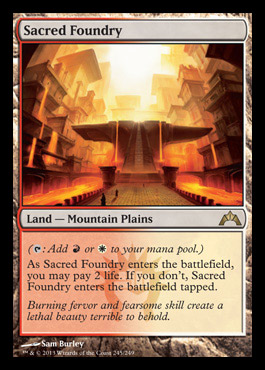 Sacred Foundry
Land — Mountain Plains
(T: Add R or W to your mana pool.)
As Sacred Foundry enters the battlefield,
you may pay 2 life. If you don't, Sacred
Foundry enters the battlefield tapped.
Burning fervor and fearsome skill create a
lethal beauty terrible to behold.
Sam Burley
™ & © 2013 Wizards of the Coast 245/249